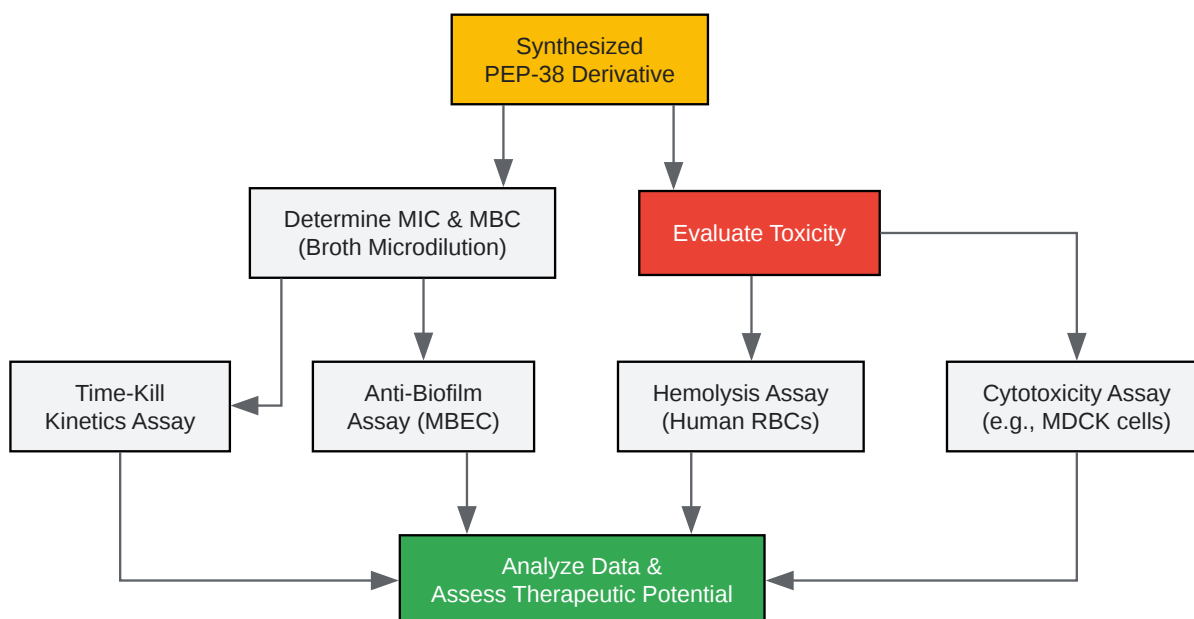 Synthesized
PEP-38 Derivative
Determine MIC & MBC
(Broth Microdilution)
Evaluate Toxicity
Time-Kill
Kinetics Assay
Anti-Biofilm
Assay (MBEC)
Hemolysis Assay
(Human RBCs)
Cytotoxicity Assay
(e.g., MDCK cells)
Analyze Data &
Assess Therapeutic Potential